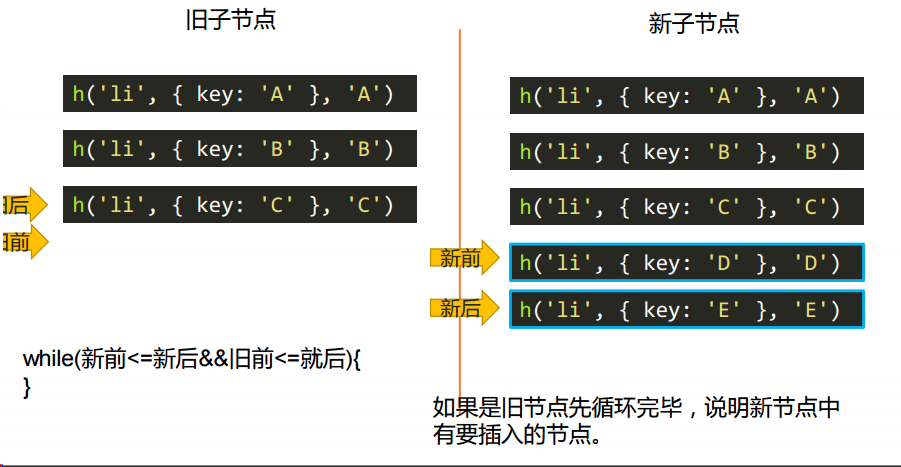 旧子节点
新子节点
h('li', { key: 'A' }, 'A')
h('li', { key: 'B' }, 'B')
旧后
h('li', { key: 'C' }, 'C')
旧前
h('li', { key: 'A' }, 'A')
h('li', { key: 'B' }, 'B')
h('li', { key: 'C' }, 'C')
新前
h('li', { key: 'D' }, 'D')
新后
h('li', { key: 'E' }, 'E')
while(新前<=新后&&旧前<=就后){
}
如果是旧节点先循环完毕，说明新节点中
有要插入的节点。